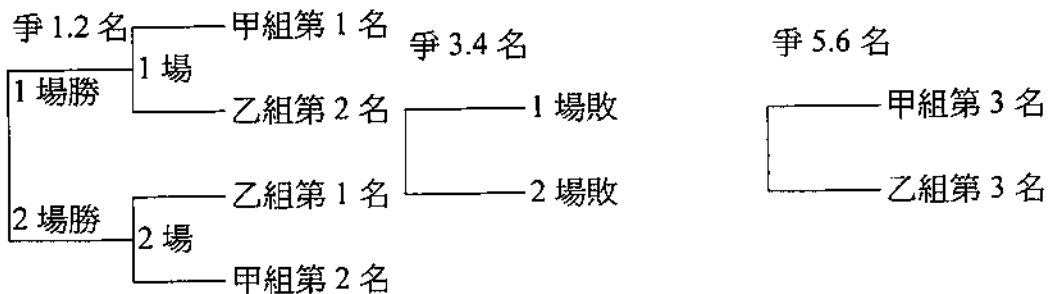 爭 1.2 名
甲組第 1 名
1 場
1 場勝
乙組第 2 名
乙組第 1 名
2 場勝
2 場
甲組第 2 名
爭 3.4 名
1 場敗
2 場敗
爭 5.6 名
甲組第 3 名
乙組第 3 名